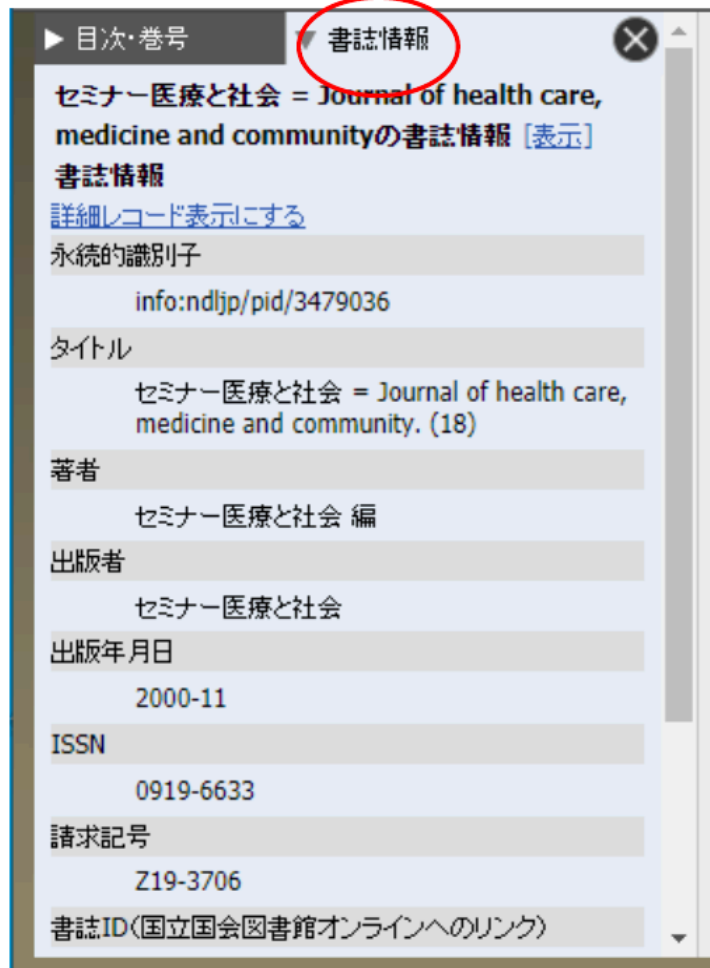 ▶ 目次・巻号
▼ 書誌情報
セミナー医療と社会 = Journal of health care,
medicine and communityの書誌情報 [表示]
書誌情報
詳細レコード表示にする
永続的識別子
info:ndljp/pid/3479036
タイトル
セミナー医療と社会 = Journal of health care,
medicine and community. (18)
著者
セミナー医療と社会 編
出版者
セミナー医療と社会
出版年月日
2000-11
ISSN
0919-6633
請求記号
Z19-3706
書誌ID(国立国会図書館オンラインへのリンク)